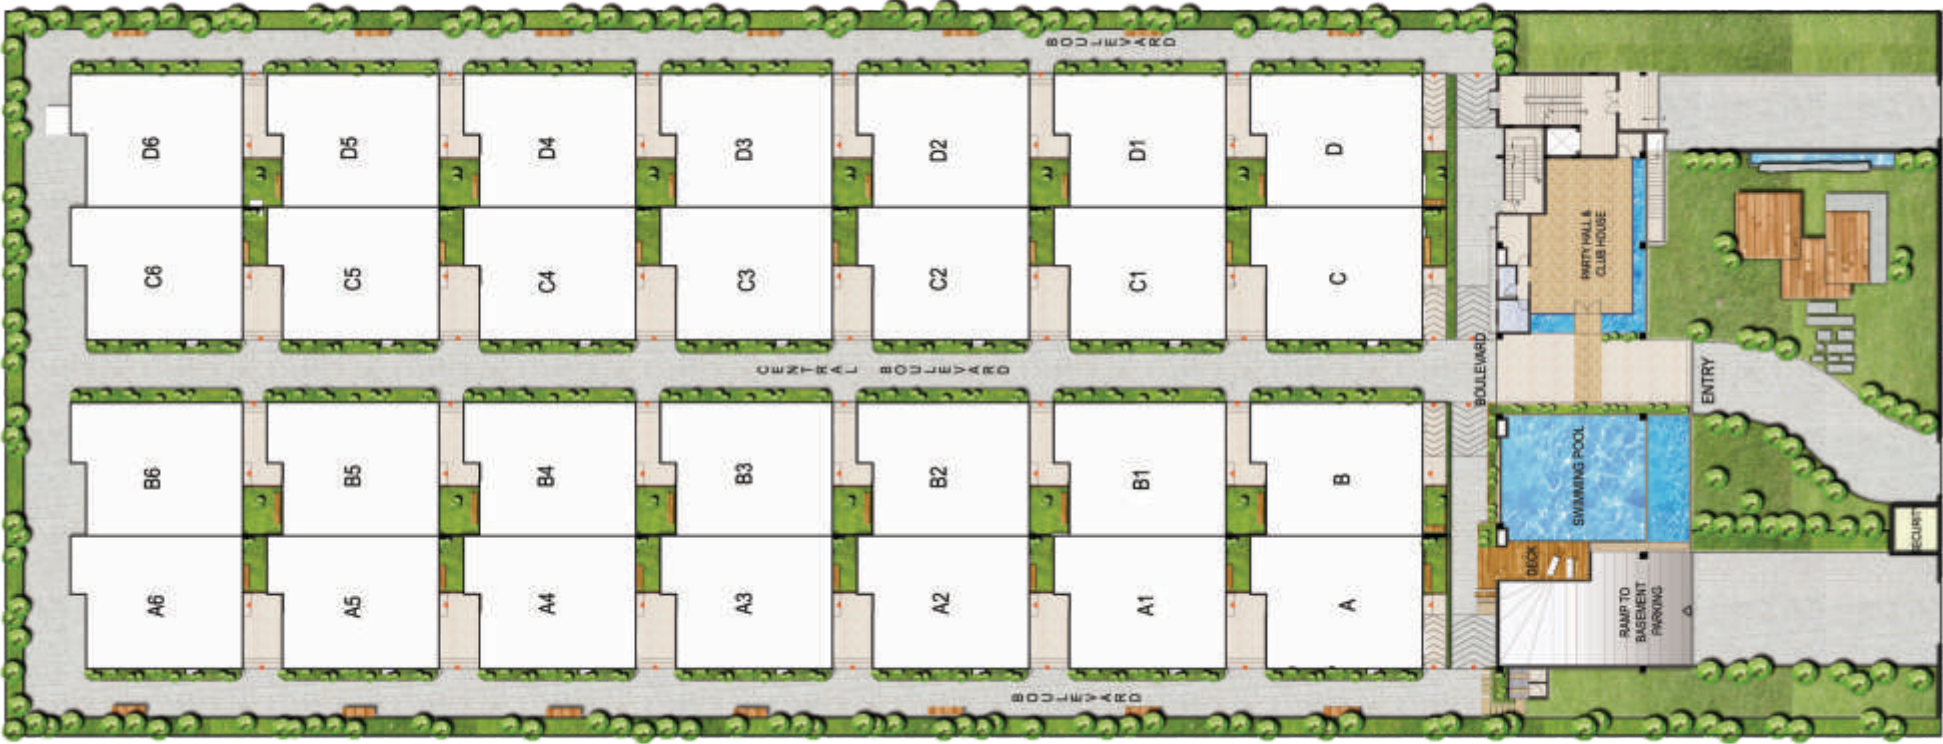 BOULEVARD
D6
D5
D4
D3
D2
D1
D
C6
C5
C4
C3
C2
C1
C
PARTY HALL &
CLUB HOUSE
CENTRAL BOULEVARD
BOULEVARD
ENTRY
B6
B5
B4
B3
B2
B1
B
SWIMMING POOL
SECURIT
DECK
A6
A5
A4
A3
A2
A1
A
RAMP TO
BASEMENT
PARKING
BOULEVARD